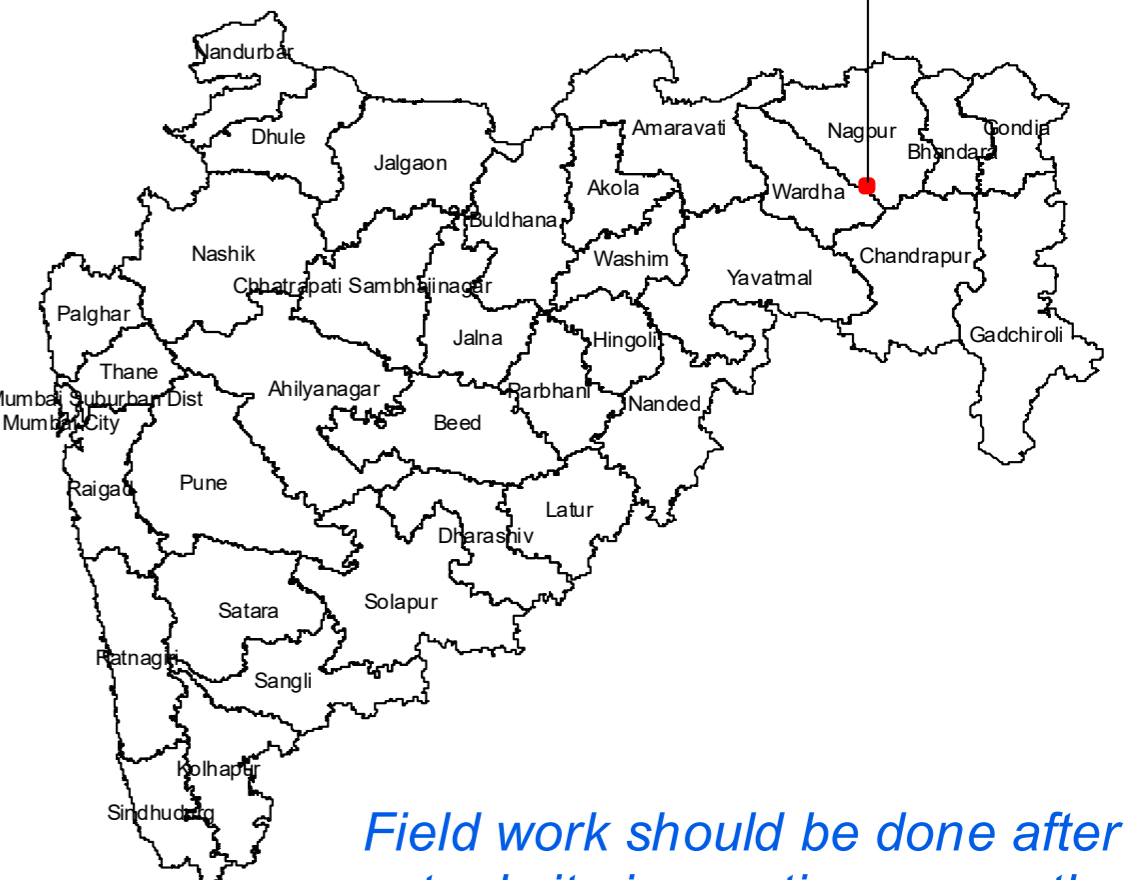 Nandurbar
Dhule
Jalgaon
Amaravati
Nagpur
Gondia
Bhandara
Akola
Wardha
Buldhana
Nashik
Washim
Chandrapur
Chhatrapati Sambhajinagar
Yavatmal
Palghar
Jalna
Hingoli
Gadchiroli
Thane
Ahilyanagar
Parbhani
Mumbai Suburban Dist
Nanded
Mumbai City
Beed
Raigad
Pune
Latur
Dharashiv
Satara
Solapur
Ratnagiri
Sangli
Kolhapur
Sindhudurg
Field work should be done after